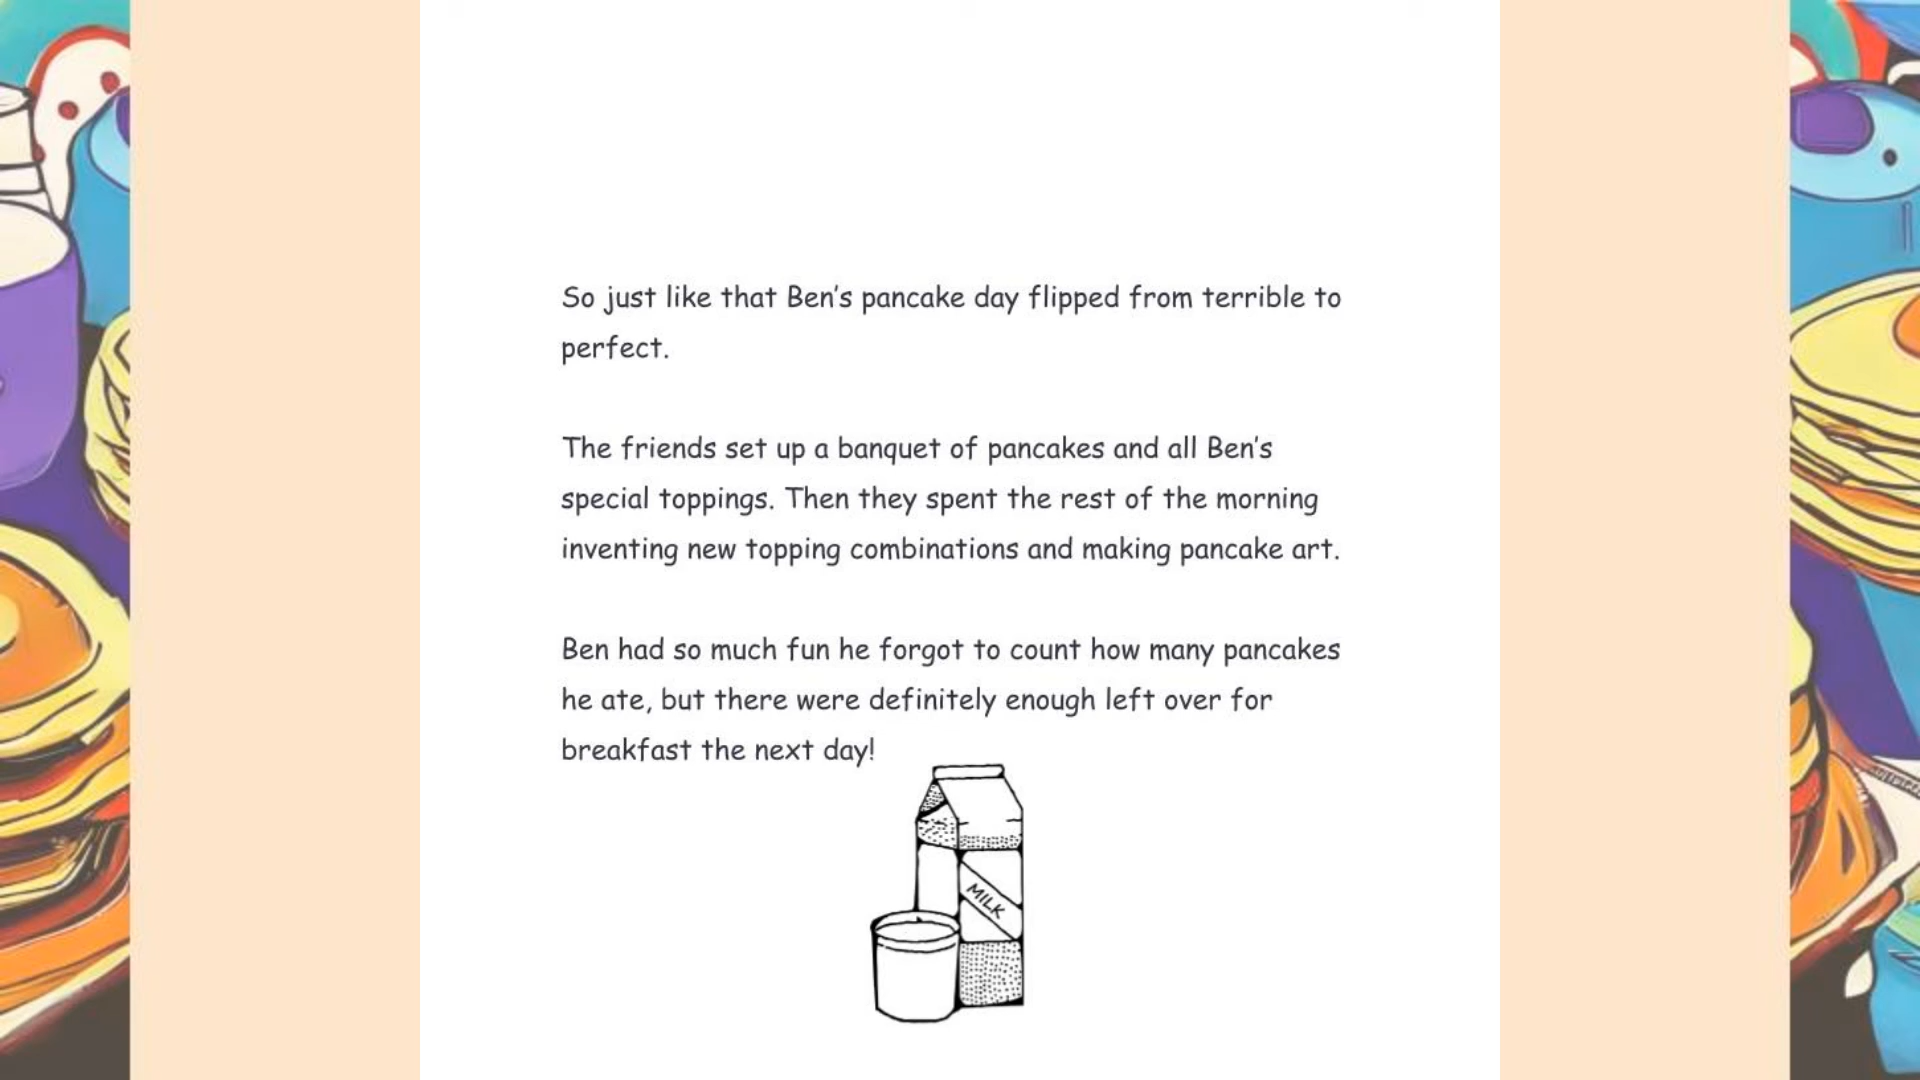 So just like that Ben's pancake day flipped from terrible to
perfect.
The friends set up a banquet of pancakes and all Ben's
special toppings. Then they spent the rest of the morning
inventing new topping combinations and making pancake art.
Ben had so much fun he forgot to count how many pancakes
he ate, but there were definitely enough left over for
breakfast the next day!
MILK